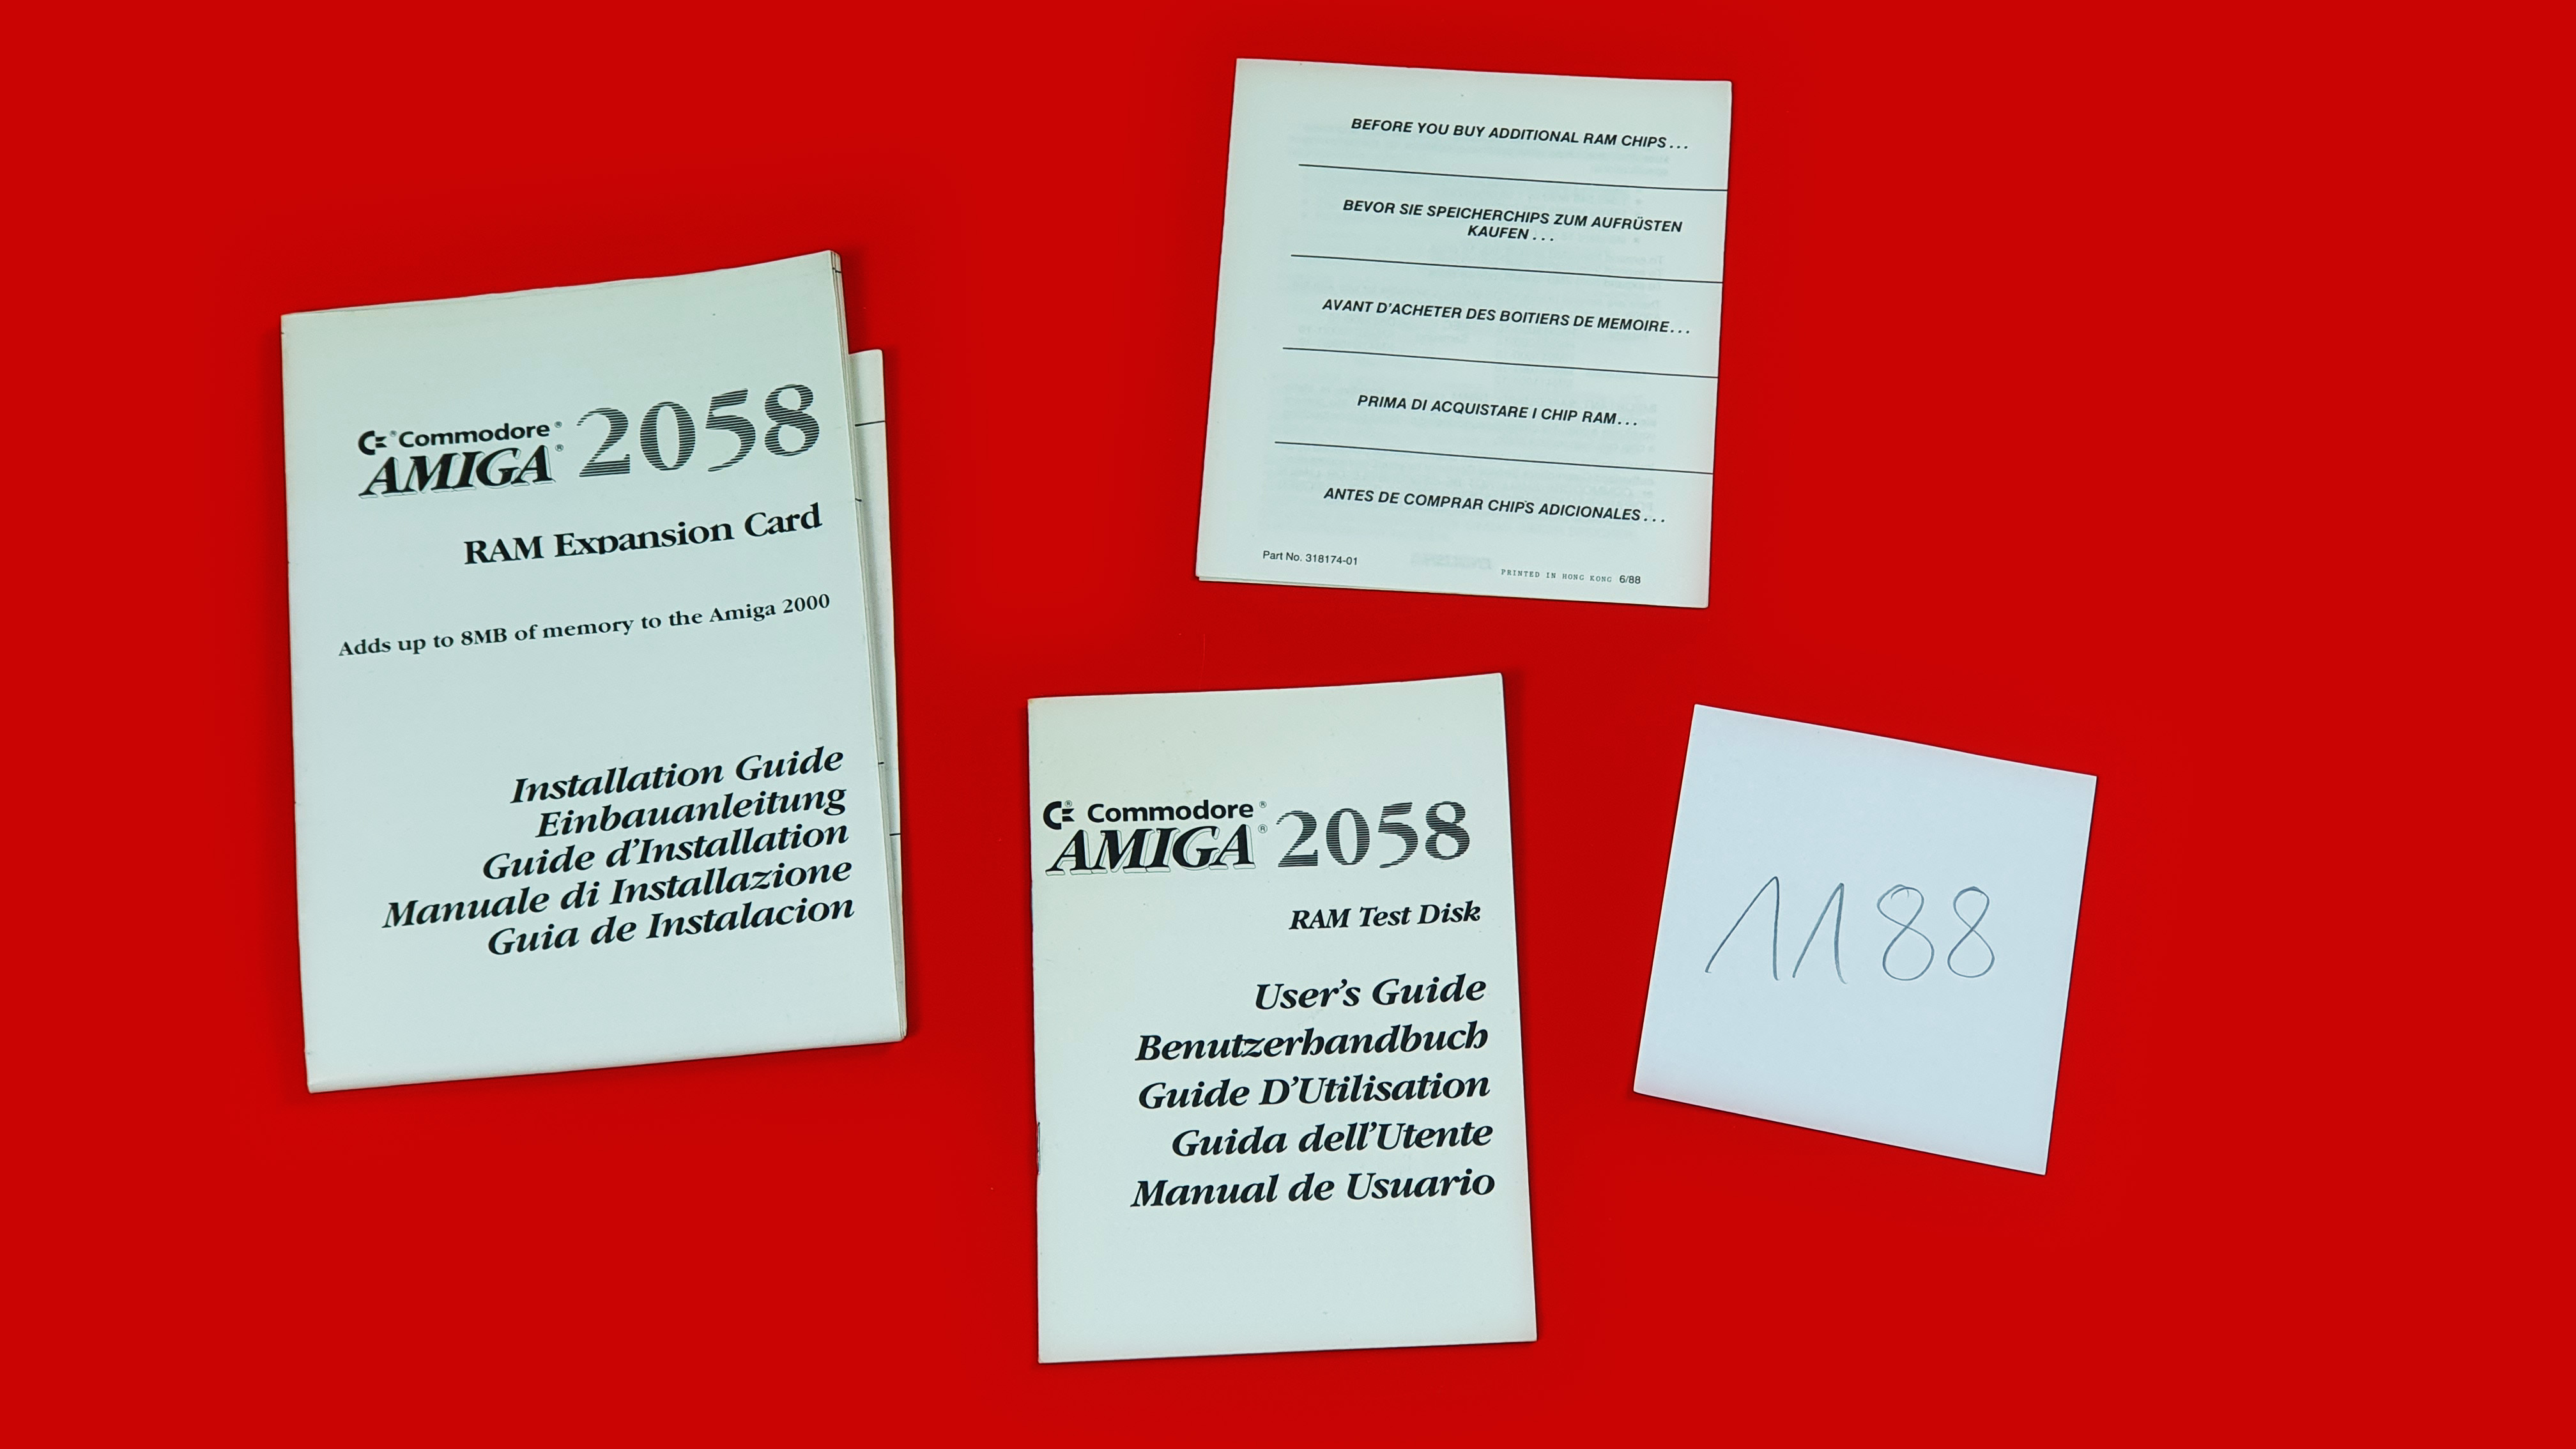 Commodore®
AMIGA® 2058
RAM Expansion Card
Adds up to 8MB of memory to the Amiga 2000
Installation Guide
Einbauanleitung
Guide d'Installation
Manuale di Installazione
Guia de Instalacion
BEFORE YOU BUY ADDITIONAL RAM CHIPS...
BEVOR SIE SPEICHERCHIPS ZUM AUFRÜSTEN
KAUFEN...
AVANT D'ACHETER DES BOITIERS DE MEMOIRE...
PRIMA DI ACQUISTARE I CHIP RAM...
ANTES DE COMPRAR CHIPS ADICIONALES...
Part No. 318174-01
PRINTED IN HONG KONG 6/88
Commodore®
AMIGA® 2058
RAM Test Disk
User's Guide
Benutzerhandbuch
Guide D'Utilisation
Guida dell'Utente
Manual de Usuario
1188